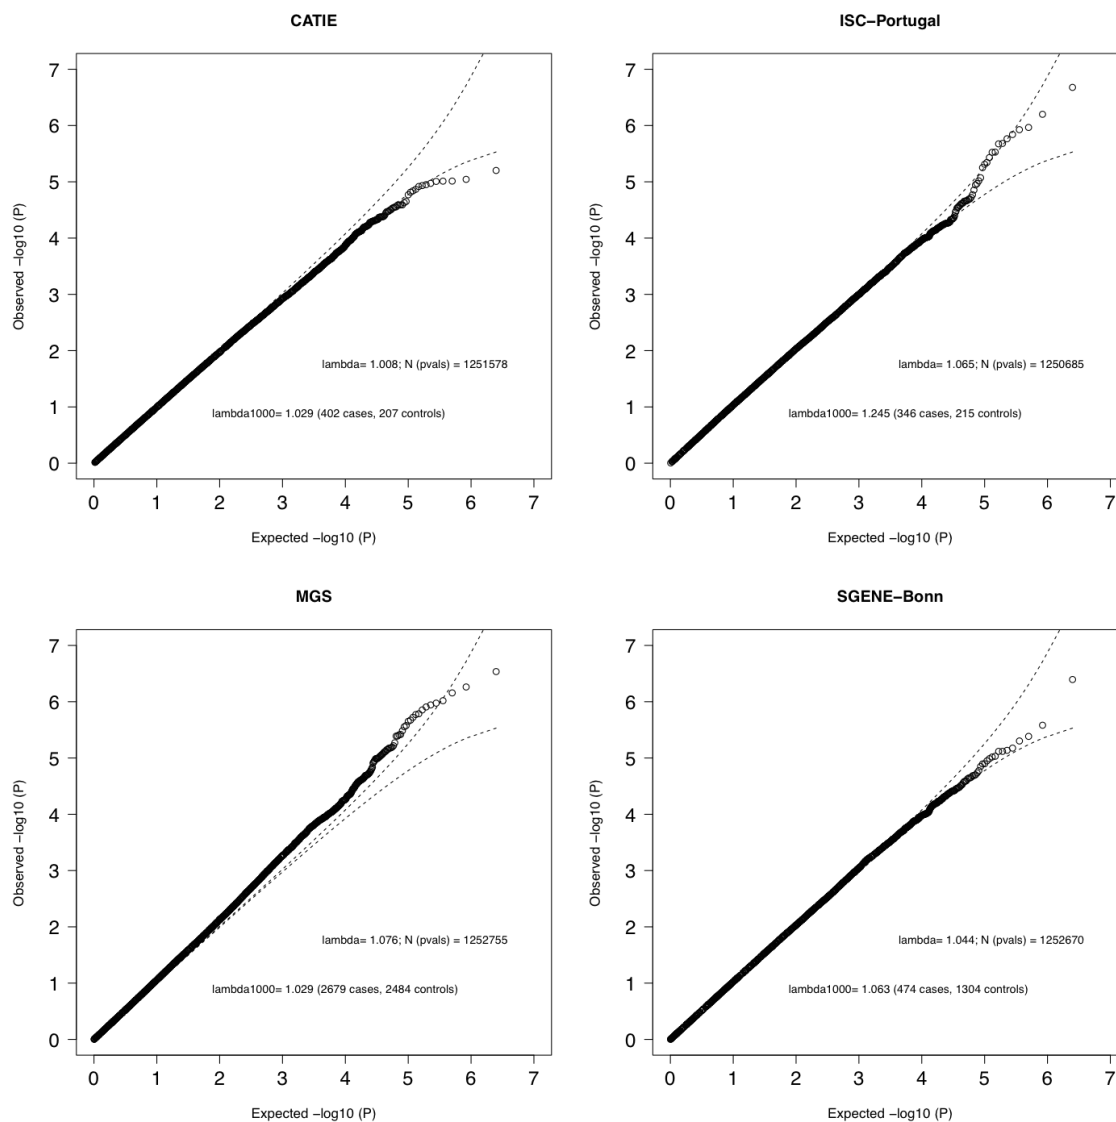 CATIE
7
6
5
4
3
2
1
0
Observed −log10 (P)
lambda= 1.008; N (pvals) = 1251578
lambda1000= 1.029 (402 cases, 207 controls)
0 1 2 3 4 5 6 7
Expected −log10 (P)
ISC−Portugal
7
6
5
4
3
2
1
0
Observed −log10 (P)
lambda= 1.065; N (pvals) = 1250685
lambda1000= 1.245 (346 cases, 215 controls)
0 1 2 3 4 5 6 7
Expected −log10 (P)
MGS
7
6
5
4
3
2
1
0
Observed −log10 (P)
lambda= 1.076; N (pvals) = 1252755
lambda1000= 1.029 (2679 cases, 2484 controls)
0 1 2 3 4 5 6 7
Expected −log10 (P)
SGENE−Bonn
7
6
5
4
3
2
1
0
Observed −log10 (P)
lambda= 1.044; N (pvals) = 1252670
lambda1000= 1.063 (474 cases, 1304 controls)
0 1 2 3 4 5 6 7
Expected −log10 (P)